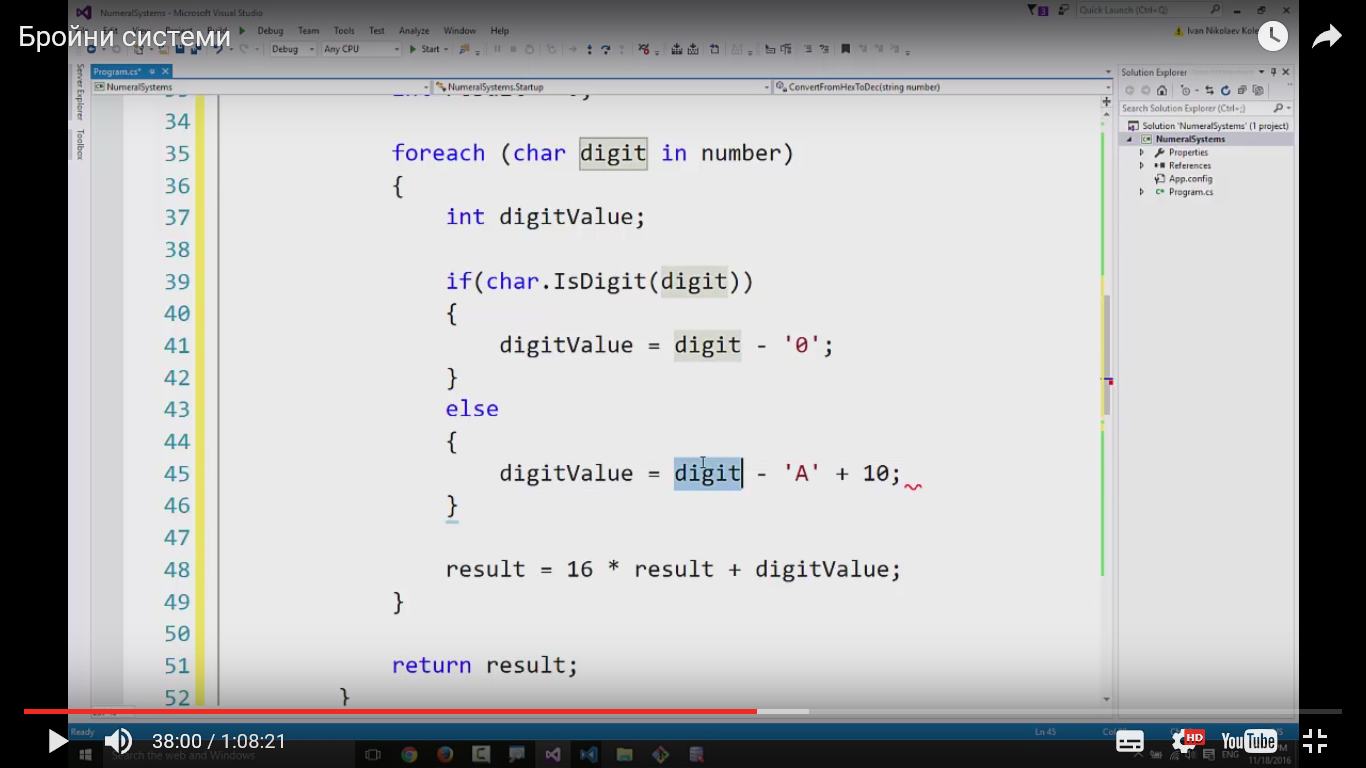 NumeralSystems - Microsoft Visual Studio
Quick Launch (Ctrl+Q)
Бройни системи
Debug Team Tools Test Analyze Window Help
Ivan Nikolaev
Debug Any CPU Start
Server Explorer
Toolbox
Program.cs*
NumeralSystems NumeralSystems.Startup ConvertFromHexToDec(string number)
Solution Explorer
Search Solution Explorer (Ctrl+;)
Solution 'NumeralSystems' (1 project)
NumeralSystems
Properties
References
App.config
Program.cs
34
35 foreach (char digit in number)
36 {
37 int digitValue;
38
39 if(char.IsDigit(digit))
40 {
41 digitValue = digit - '0';
42 }
43 else
44 {
45 digitValue = digit - 'A' + 10;
46 }
47
48 result = 16 * result + digitValue;
49 }
50
51 return result;
52 }
Ready Ln 45
38:00 / 1:08:21
Search the web and Windows
HD
YouTube
ENG
11/18/2016